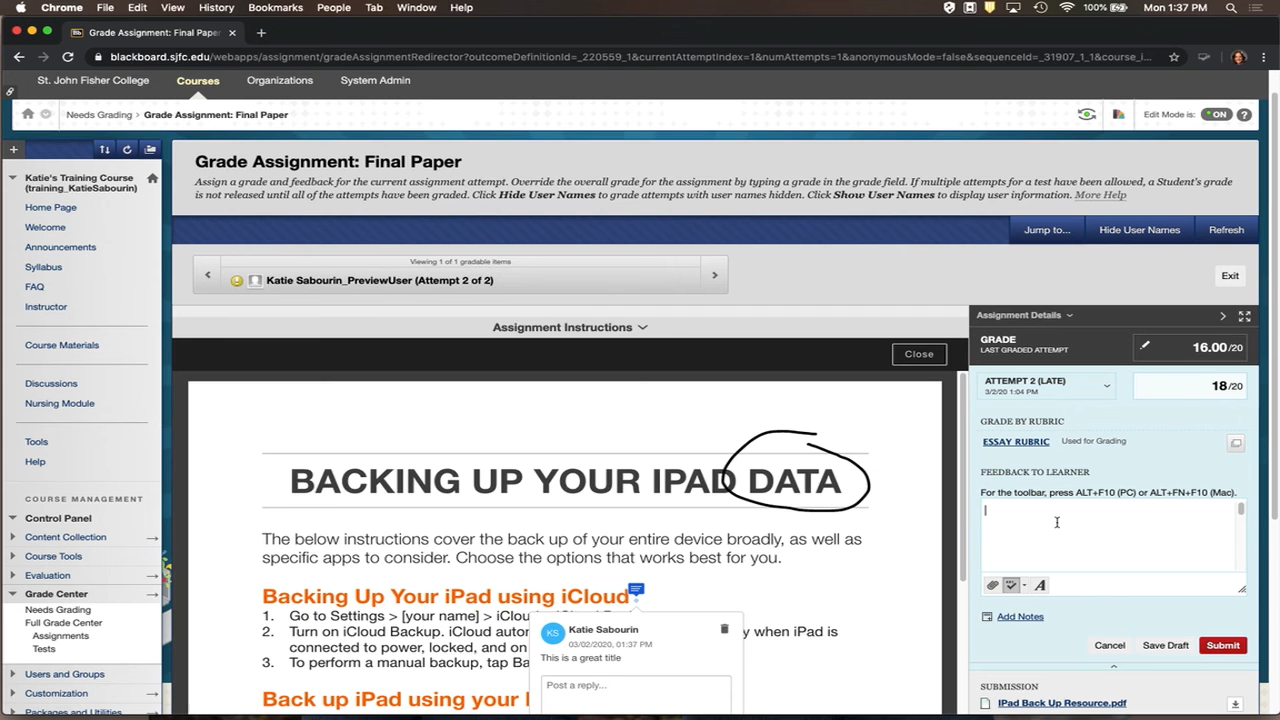 Chrome File Edit View History Bookmarks People Tab Window Help 100% Mon 1:37 PM
Bb Grade Assignment: Final Paper
blackboard.sjfc.edu/webapps/assignment/gradeAssignmentRedirector?outcomeDefinitionId=_220559_1&currentAttemptIndex=1&numAttempts=1&anonymousMode=false&sequenceId=_31907_1_1&course_i...
St. John Fisher College Courses Organizations System Admin
Needs Grading Grade Assignment: Final Paper Edit Mode is: ON ?
Katie's Training Course
(training_KatieSabourin)
Home Page
Welcome
Announcements
Syllabus
FAQ
Instructor
Course Materials
Discussions
Nursing Module
Tools
Help
COURSE MANAGEMENT
Control Panel
Content Collection
Course Tools
Evaluation
Grade Center
Needs Grading
Full Grade Center
Assignments
Tests
Users and Groups
Customization
Packages and Utilities
Grade Assignment: Final Paper
Assign a grade and feedback for the current assignment attempt. Override the overall grade for the assignment by typing a grade in the grade field. If multiple attempts for a test have been allowed, a Student's grade
is not released until all of the attempts have been graded. Click Hide User Names to grade attempts with user names hidden. Click Show User Names to display user information. More Help
Jump to... Hide User Names Refresh
Viewing 1 of 1 gradable items
Katie Sabourin_PreviewUser (Attempt 2 of 2)
Exit
Assignment Instructions
Close
BACKING UP YOUR IPAD DATA
The below instructions cover the back up of your entire device broadly, as well as
specific apps to consider. Choose the options that works best for you.
Backing Up Your iPad using iCloud
1. Go to Settings > [your name] > iCloud
2. Turn on iCloud Backup. iCloud y when iPad is
connected to power, locked, and on
3. To perform a manual backup, tap
Back up iPad using your
KS
Katie Sabourin
03/02/2020, 01:37 PM
This is a great title
Post a reply...
Assignment Details
GRADE
LAST GRADED ATTEMPT
16.00/20
ATTEMPT 2 (LATE)
3/2/20 1:04 PM
18/20
GRADE BY RUBRIC
ESSAY RUBRIC Used for Grading
FEEDBACK TO LEARNER
For the toolbar, press ALT+F10 (PC) or ALT+FN+F10 (Mac).
A
Add Notes
Cancel Save Draft Submit
SUBMISSION
IPad Back Up Resource.pdf